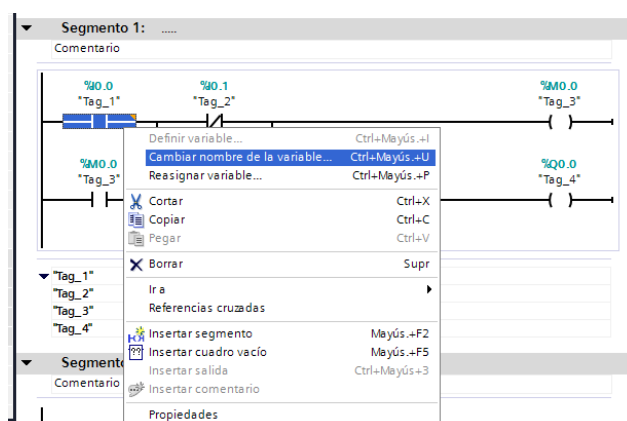 Segmento 1: .....
Comentario
%I0.0 %I0.1 %M0.0
"Tag_1" "Tag_2" "Tag_3"
Definir variable... Ctrl+Mayús.+I
Cambiar nombre de la variable... Ctrl+Mayús.+U
Reasignar variable... Ctrl+Mayús.+P
%M0.0 %Q0.0
"Tag_3" "Tag_4"
Cortar Ctrl+X
Copiar Ctrl+C
Pegar Ctrl+V
Borrar Supr
"Tag_1"
"Tag_2"
"Tag_3"
"Tag_4"
Ir a
Referencias cruzadas
Insertar segmento Mayús.+F2
Insertar cuadro vacío Mayús.+F5
Insertar salida Ctrl+Mayús+3
Insertar comentario
Propiedades
Segmento
Comentario